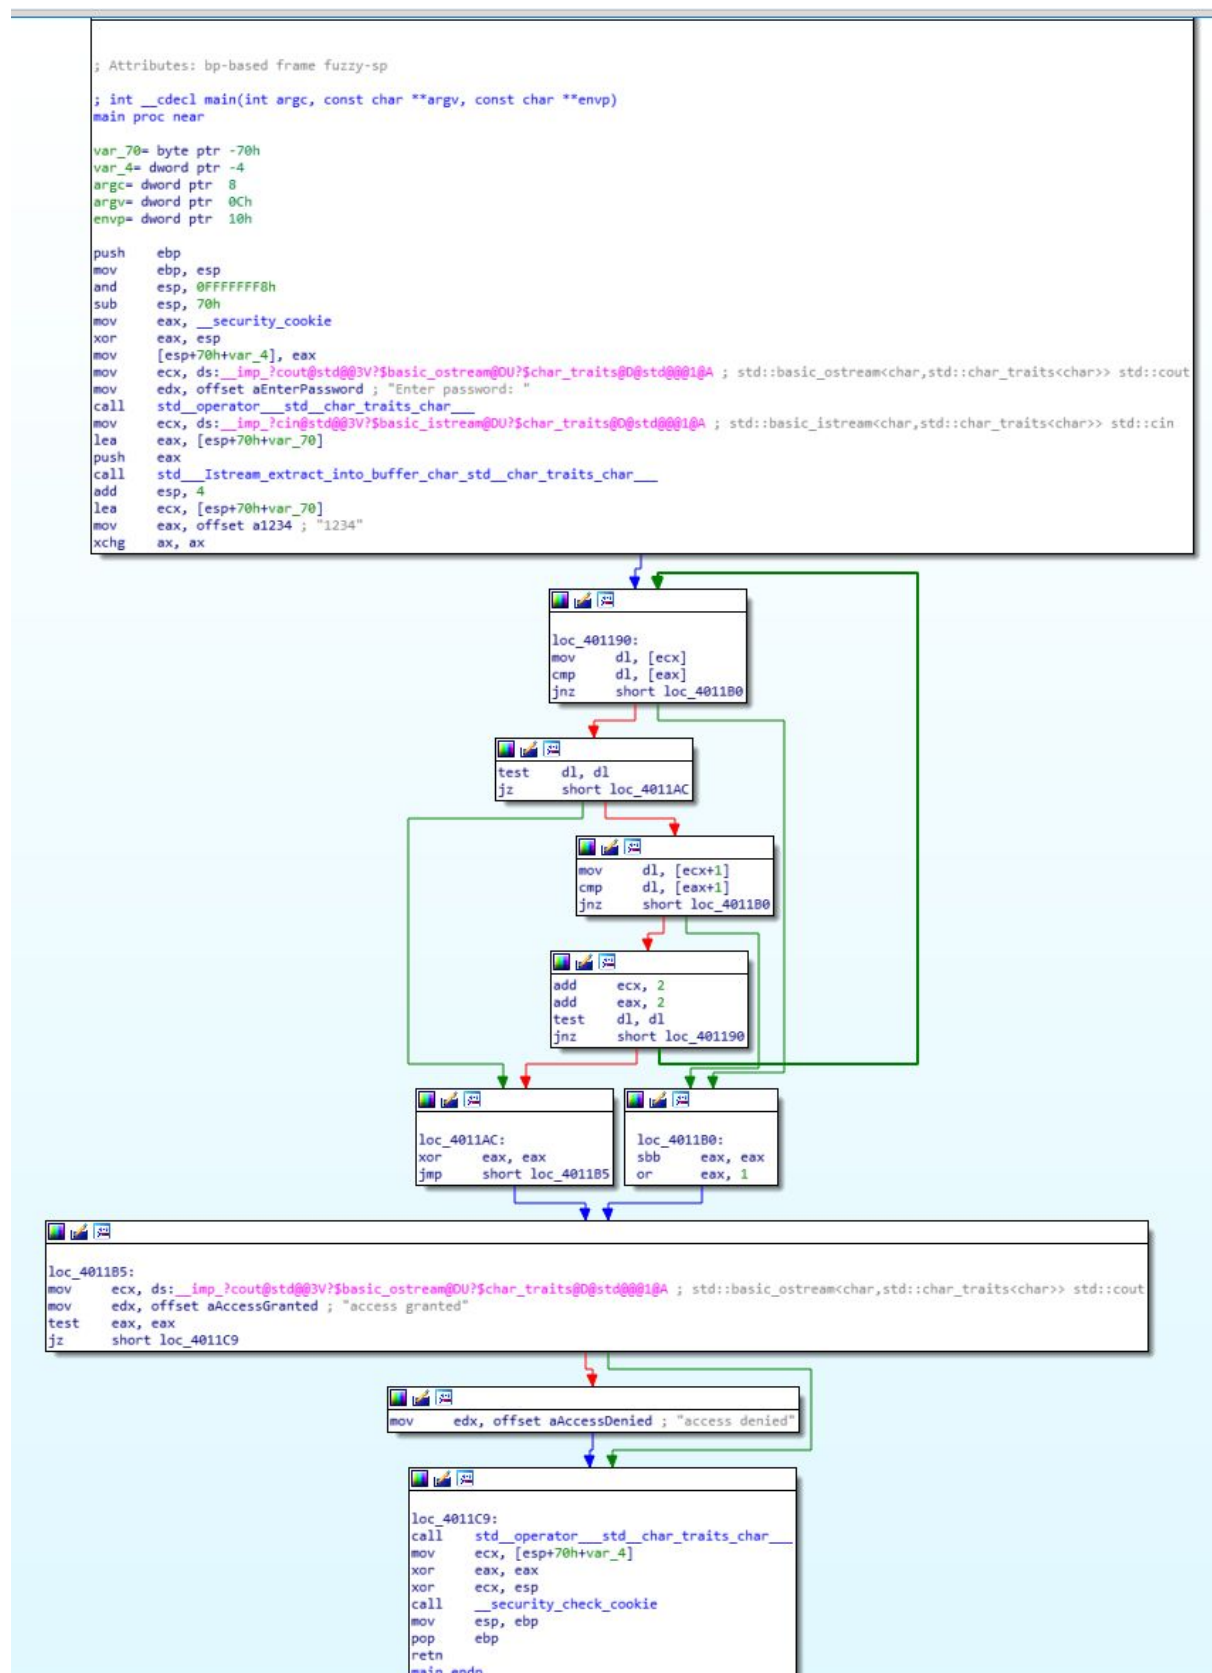 ; Attributes: bp-based frame fuzzy-sp
; int __cdecl main(int argc, const char **argv, const char **envp)
main proc near
var_70= byte ptr -70h
var_4= dword ptr -4
argc= dword ptr  8
argv= dword ptr  0Ch
envp= dword ptr  10h
push    ebp
mov     ebp, esp
and     esp, 0FFFFFFF8h
sub     esp, 70h
mov     eax, __security_cookie
xor     eax, esp
mov     [esp+70h+var_4], eax
mov     ecx, ds:__imp_?cout@std@@3V?$basic_ostream@DU?$char_traits@D@std@@@1@A ; std::basic_ostream<char,std::char_traits<char>> std::cout
mov     edx, offset aEnterPassword ; "Enter password: "
call    std__operator___std__char_traits_char___
mov     ecx, ds:__imp_?cin@std@@3V?$basic_istream@DU?$char_traits@D@std@@@1@A ; std::basic_istream<char,std::char_traits<char>> std::cin
lea     eax, [esp+70h+var_70]
push    eax
call    std___Istream_extract_into_buffer_char_std__char_traits_char___
add     esp, 4
lea     ecx, [esp+70h+var_70]
mov     eax, offset a1234 ; "1234"
xchg    ax, ax
loc_401190:
mov     dl, [ecx]
cmp     dl, [eax]
jnz     short loc_4011B0
test    dl, dl
jz      short loc_4011AC
mov     dl, [ecx+1]
cmp     dl, [eax+1]
jnz     short loc_4011B0
add     ecx, 2
add     eax, 2
test    dl, dl
jnz     short loc_401190
loc_4011AC:
xor     eax, eax
jmp     short loc_4011B5
loc_4011B0:
sbb     eax, eax
or      eax, 1
loc_4011B5:
mov     ecx, ds:__imp_?cout@std@@3V?$basic_ostream@DU?$char_traits@D@std@@@1@A ; std::basic_ostream<char,std::char_traits<char>> std::cout
mov     edx, offset aAccessGranted ; "access granted"
test    eax, eax
jz      short loc_4011C9
mov     edx, offset aAccessDenied ; "access denied"
loc_4011C9:
call    std__operator___std__char_traits_char___
mov     ecx, [esp+70h+var_4]
xor     eax, eax
xor     ecx, esp
call    __security_check_cookie
mov     esp, ebp
pop     ebp
retn
main endp